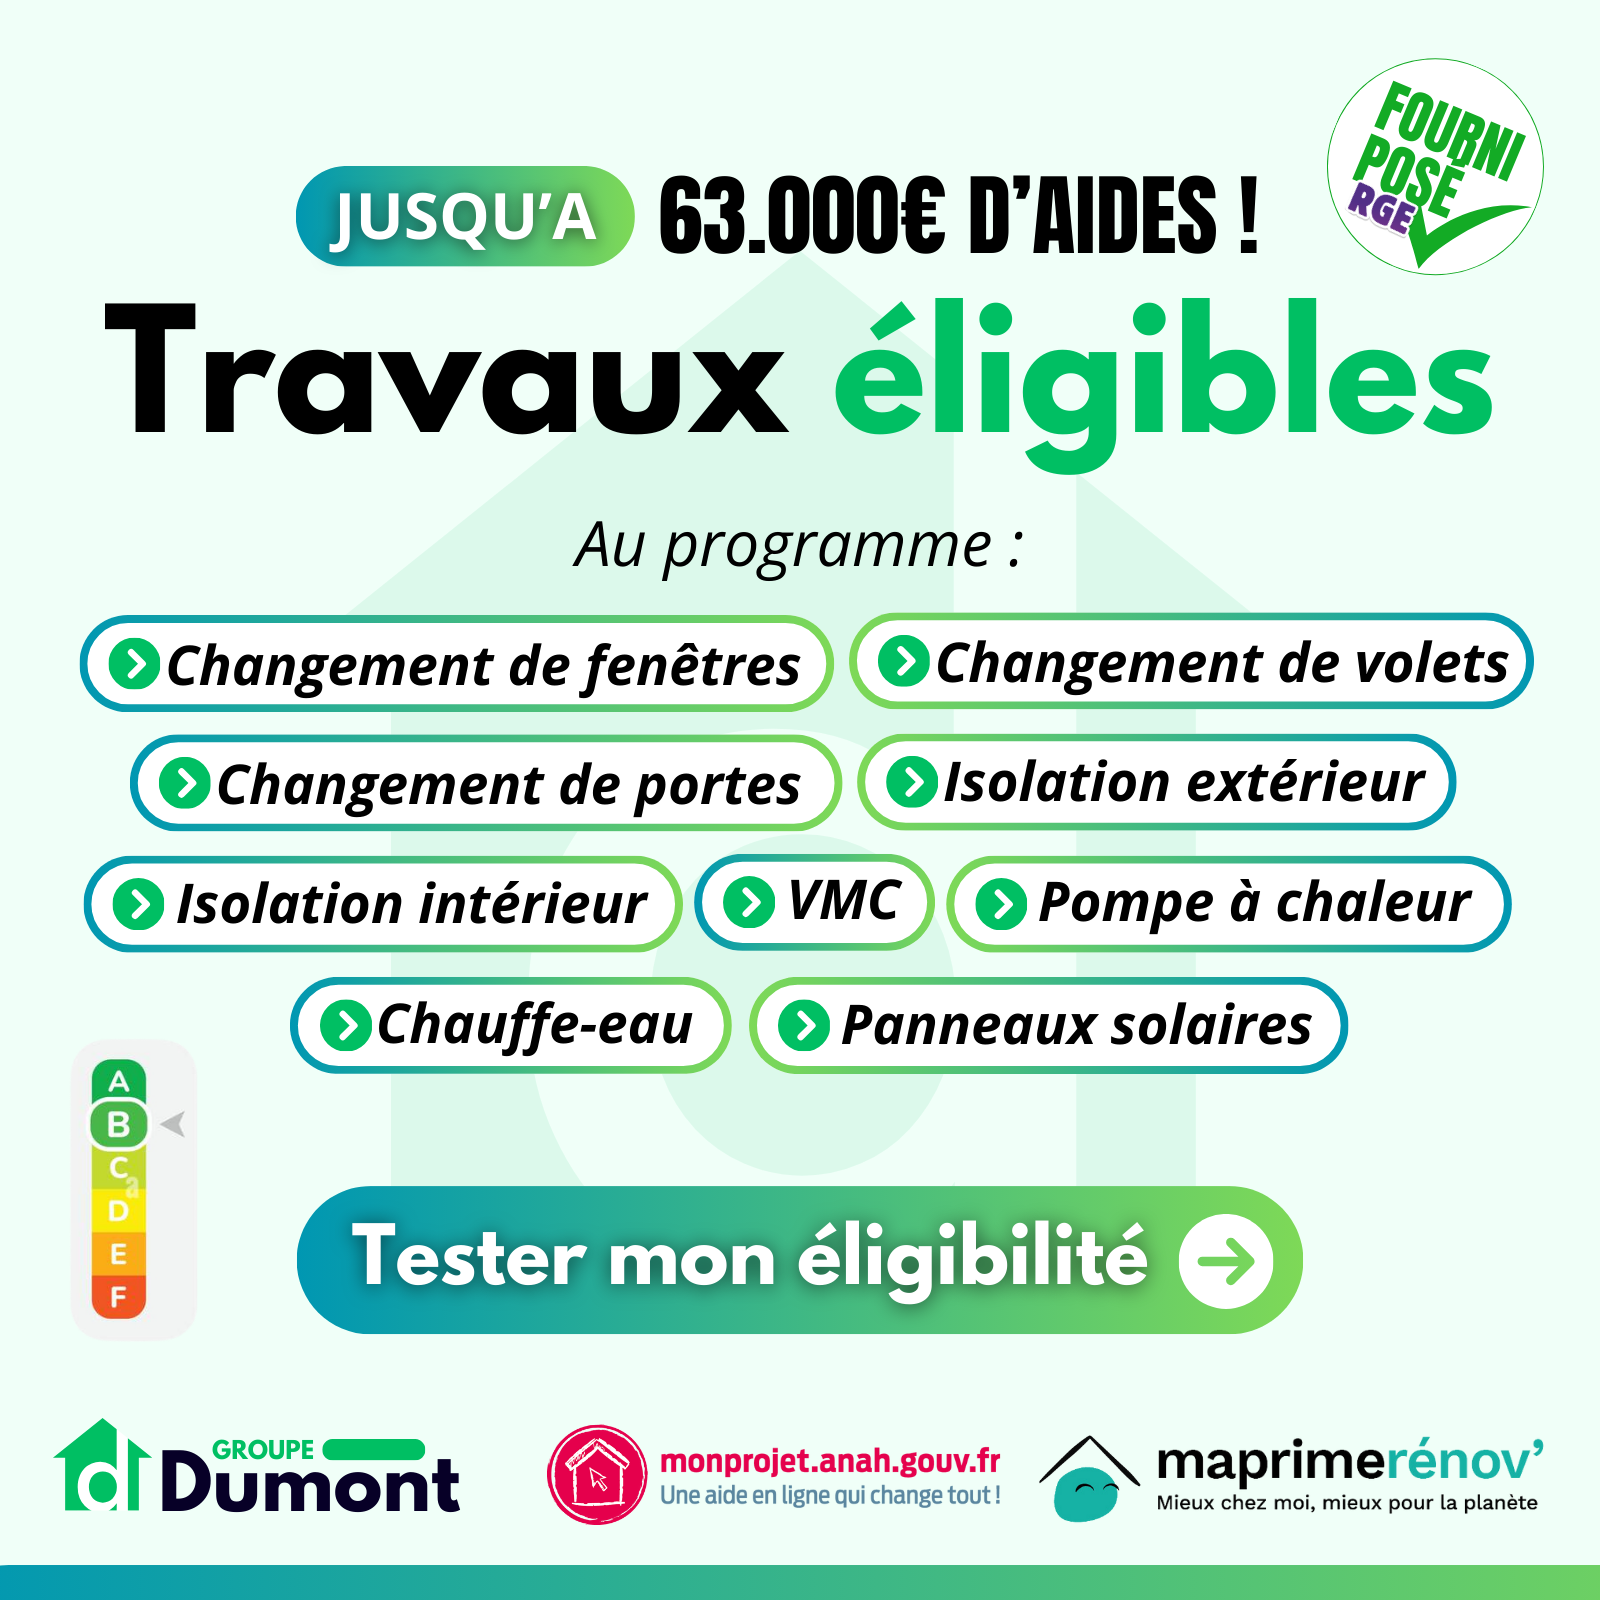 FOURNI
POSÉ
RGE
JUSQU'A 63.000€ D'AIDES !
Travaux éligibles
Au programme :
Changement de fenêtres
Changement de volets
Changement de portes
Isolation extérieur
Isolation intérieur
VMC
Pompe à chaleur
Chauffe-eau
Panneaux solaires
A
B
C
a
D
E
F
Tester mon éligibilité
GROUPE
Dumont
monprojet.anah.gouv.fr
Une aide en ligne qui change tout !
maprimerénov'
Mieux chez moi, mieux pour la planète